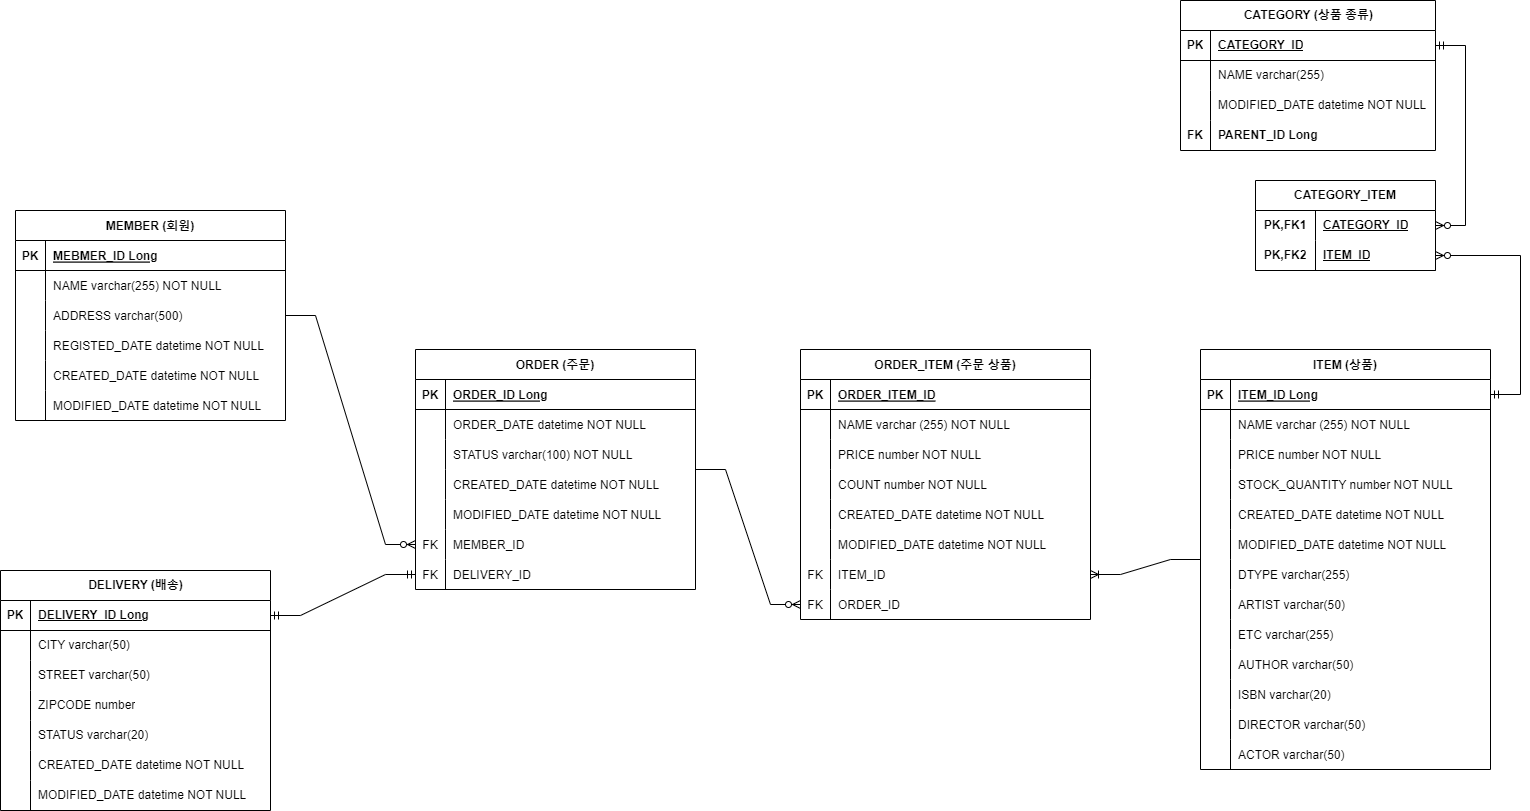 CATEGORY (상품 종류)
PK CATEGORY_ID
NAME varchar(255)
MODIFIED_DATE datetime NOT NULL
FK PARENT_ID Long
CATEGORY_ITEM
PK,FK1 CATEGORY_ID
PK,FK2 ITEM_ID
MEMBER (회원)
PK MEBMER_ID Long
NAME varchar(255) NOT NULL
ADDRESS varchar(500)
REGISTED_DATE datetime NOT NULL
CREATED_DATE datetime NOT NULL
MODIFIED_DATE datetime NOT NULL
ORDER (주문)
PK ORDER_ID Long
ORDER_DATE datetime NOT NULL
STATUS varchar(100) NOT NULL
CREATED_DATE datetime NOT NULL
MODIFIED_DATE datetime NOT NULL
FK MEMBER_ID
FK DELIVERY_ID
ORDER_ITEM (주문 상품)
PK ORDER_ITEM_ID
NAME varchar (255) NOT NULL
PRICE number NOT NULL
COUNT number NOT NULL
CREATED_DATE datetime NOT NULL
MODIFIED_DATE datetime NOT NULL
FK ITEM_ID
FK ORDER_ID
ITEM (상품)
PK ITEM_ID Long
NAME varchar (255) NOT NULL
PRICE number NOT NULL
STOCK_QUANTITY number NOT NULL
CREATED_DATE datetime NOT NULL
MODIFIED_DATE datetime NOT NULL
DTYPE varchar(255)
ARTIST varchar(50)
ETC varchar(255)
AUTHOR varchar(50)
ISBN varchar(20)
DIRECTOR varchar(50)
ACTOR varchar(50)
DELIVERY (배송)
PK DELIVERY_ID Long
CITY varchar(50)
STREET varchar(50)
ZIPCODE number
STATUS varchar(20)
CREATED_DATE datetime NOT NULL
MODIFIED_DATE datetime NOT NULL